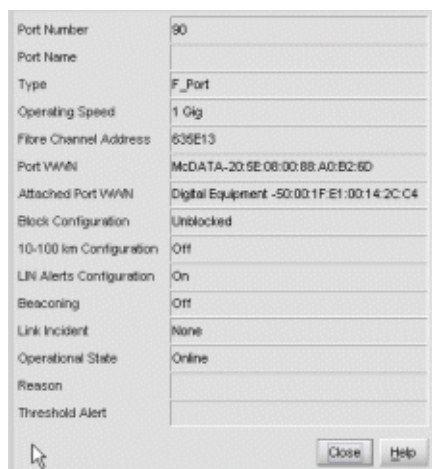 Port Number 90
Port Name
Type F_Port
Operating Speed 1 Gig
Fibre Channel Address 635E13
Port WWN McDATA-20:5E:08:00:88:A0:B2:6D
Attached Port WWN Digital Equipment -50:00:1F:E1:00:14:2C:C4
Block Configuration Unblocked
10-100 km Configuration Off
LIN Alerts Configuration On
Beaconing Off
Link Incident None
Operational State Online
Reason
Threshold Alert
Close Help